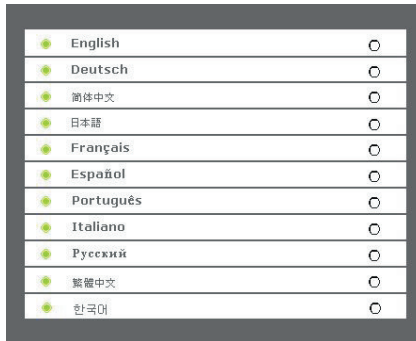 English
Deutsch
简体中文
日本語
Français
Español
Português
Italiano
Русский
繁體中文
한국어